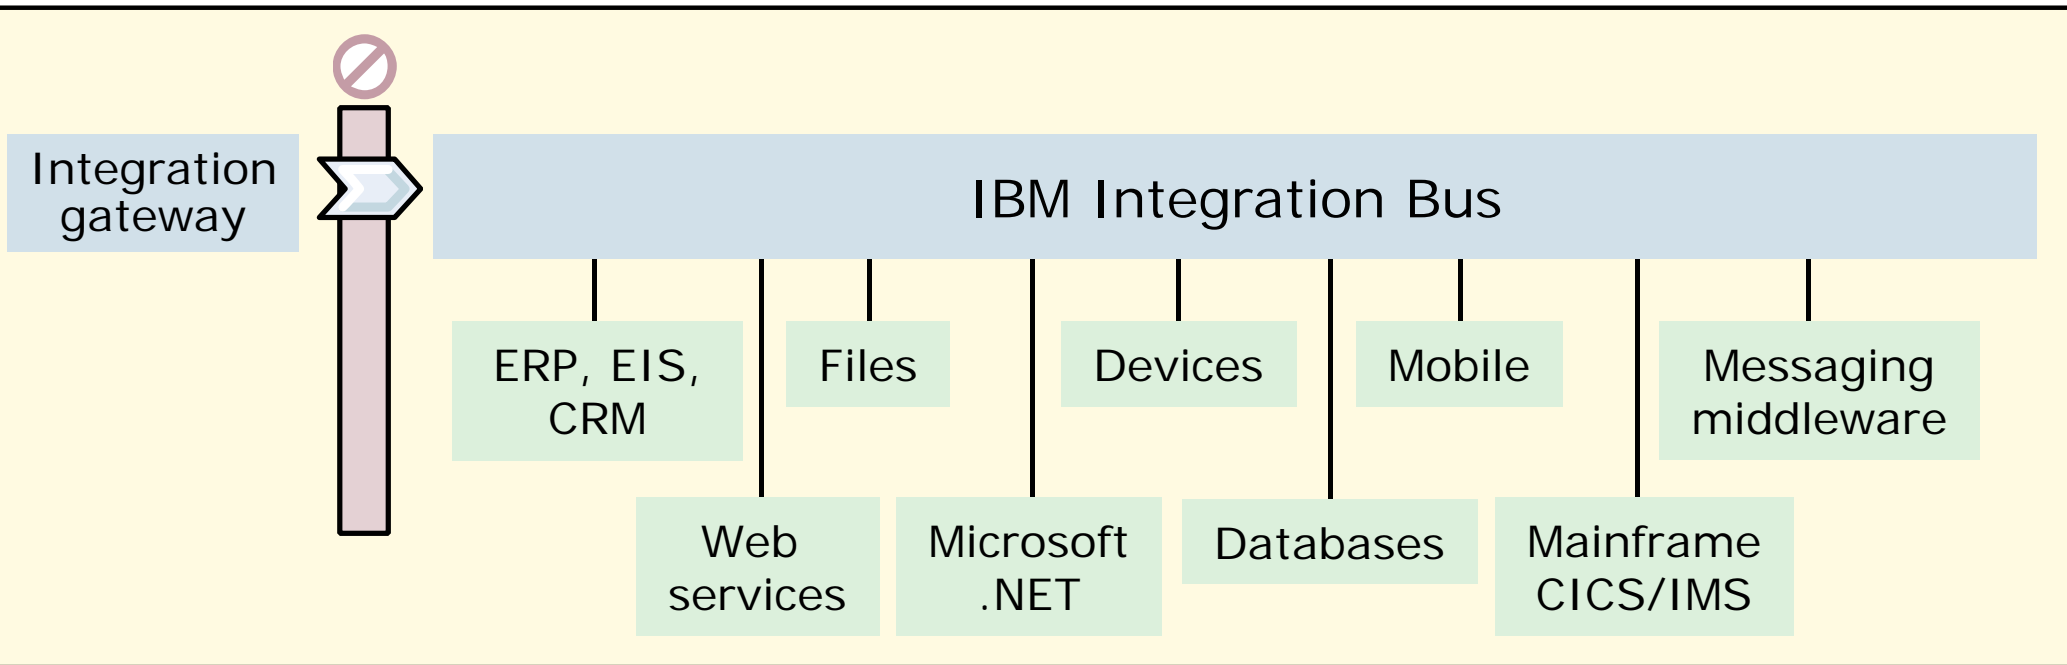 Integration
gateway
IBM Integration Bus
ERP, EIS,
CRM
Files
Devices
Mobile
Messaging
middleware
Web
services
Microsoft
.NET
Databases
Mainframe
CICS/IMS